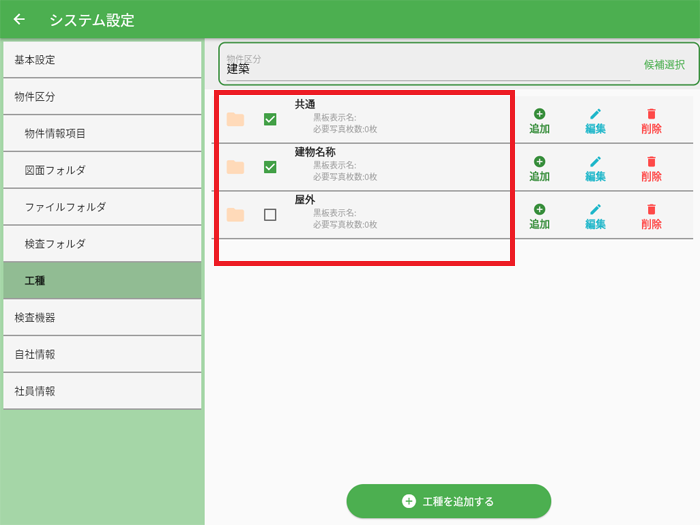 システム設定
基本設定
物件区分
物件情報項目
図面フォルダ
ファイルフォルダ
検査フォルダ
工種
検査機器
自社情報
社員情報
物件区分
建築
候補選択
共通
黒板表示名:
必要写真枚数:0枚
追加
編集
削除
建物名称
黒板表示名:
必要写真枚数:0枚
追加
編集
削除
屋外
黒板表示名:
必要写真枚数:0枚
追加
編集
削除
工種を追加する